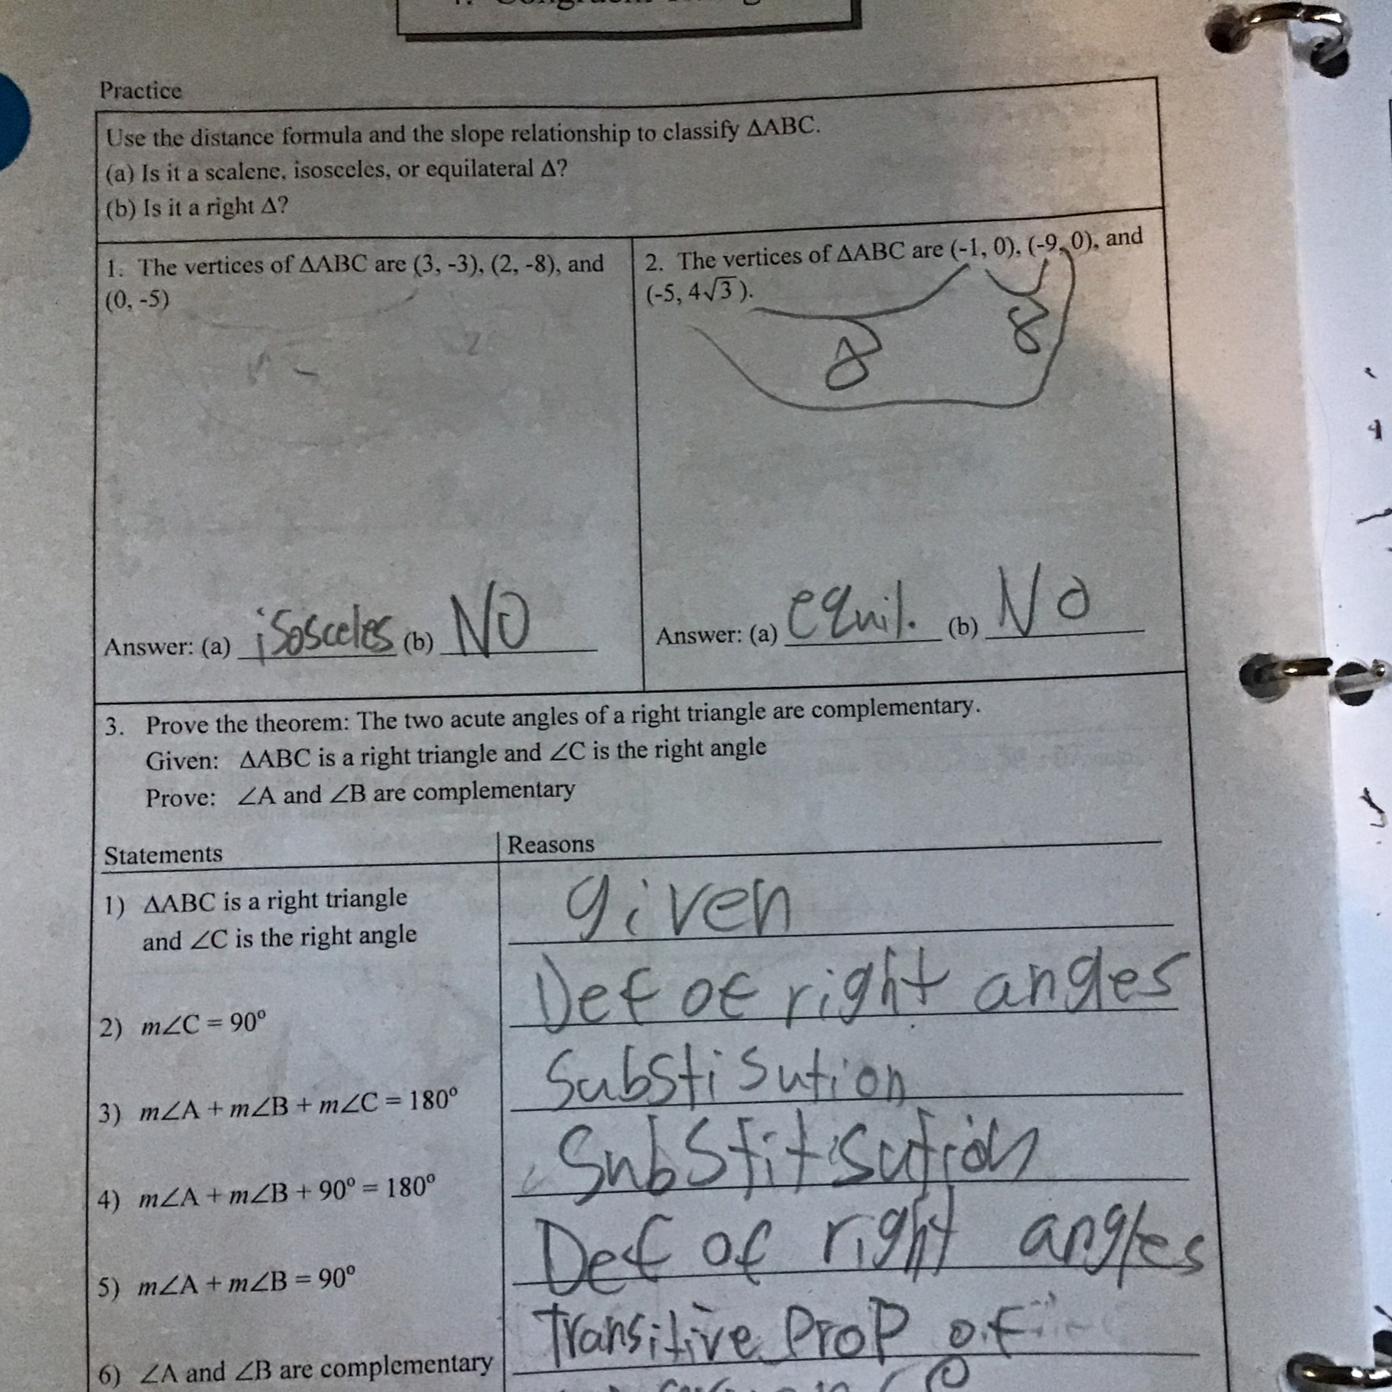 Practice
Use the distance formula and the slope relationship to classify ΔABC.
(a) Is it a scalene, isosceles, or equilateral Δ?
(b) Is it a right Δ?
1. The vertices of ΔABC are (3, -3), (2, -8), and
(0, -5)
Answer: (a) isosceles (b) NO
2. The vertices of ΔABC are (-1, 0), (-9, 0), and
(-5, 4√3).
8
8
Answer: (a) equil. (b) No
3. Prove the theorem: The two acute angles of a right triangle are complementary.
Given: ΔABC is a right triangle and ∠C is the right angle
Prove: ∠A and ∠B are complementary
Statements
Reasons
1) ΔABC is a right triangle
and ∠C is the right angle
given
2) m∠C = 90°
Def of right angles
3) m∠A + m∠B + m∠C = 180°
Substisution
4) m∠A + m∠B + 90° = 180°
Substitisution
5) m∠A + m∠B = 90°
Def of right angles
6) ∠A and ∠B are complementary
Transitive Prop of